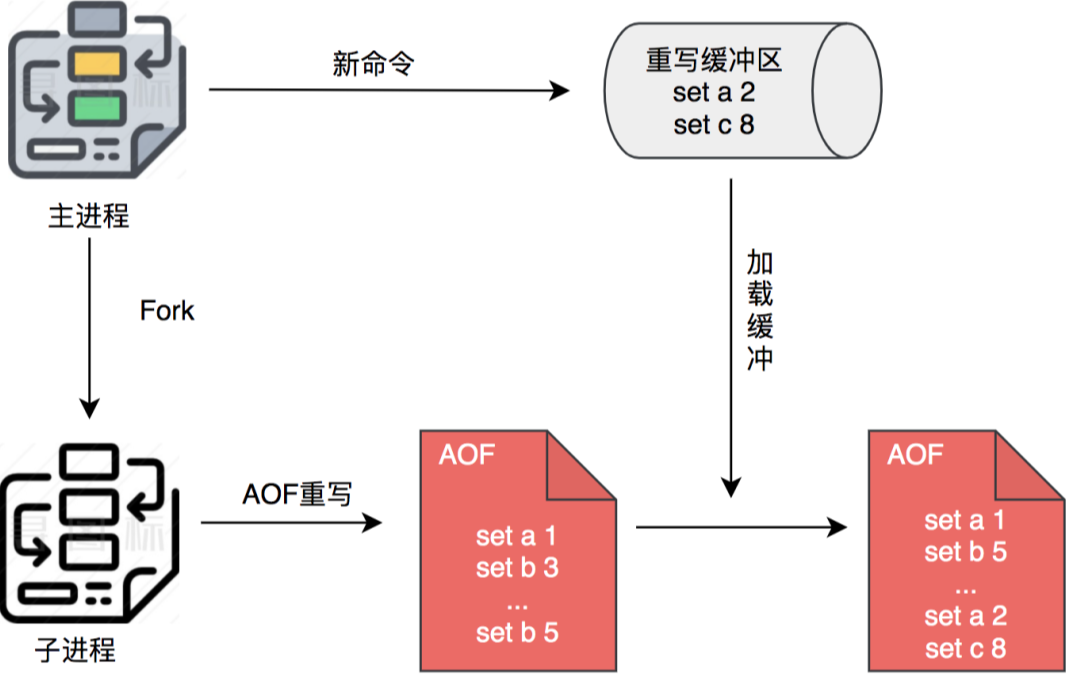 新命令
重写缓冲区
set a 2
set c 8
主进程
Fork
加载缓冲
AOF重写
子进程
AOF
set a 1
set b 3
...
set b 5
AOF
set a 1
set b 5
...
set a 2
set c 8